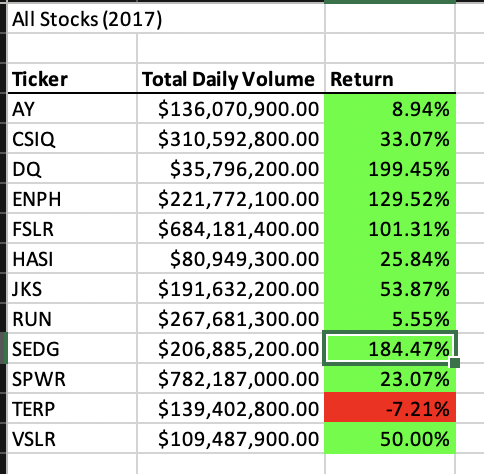 All Stocks (2017)
Ticker Total Daily Volume Return
AY $136,070,900.00 8.94%
CSIQ $310,592,800.00 33.07%
DQ $35,796,200.00 199.45%
ENPH $221,772,100.00 129.52%
FSLR $684,181,400.00 101.31%
HASI $80,949,300.00 25.84%
JKS $191,632,200.00 53.87%
RUN $267,681,300.00 5.55%
SEDG $206,885,200.00 184.47%
SPWR $782,187,000.00 23.07%
TERP $139,402,800.00 -7.21%
VSLR $109,487,900.00 50.00%